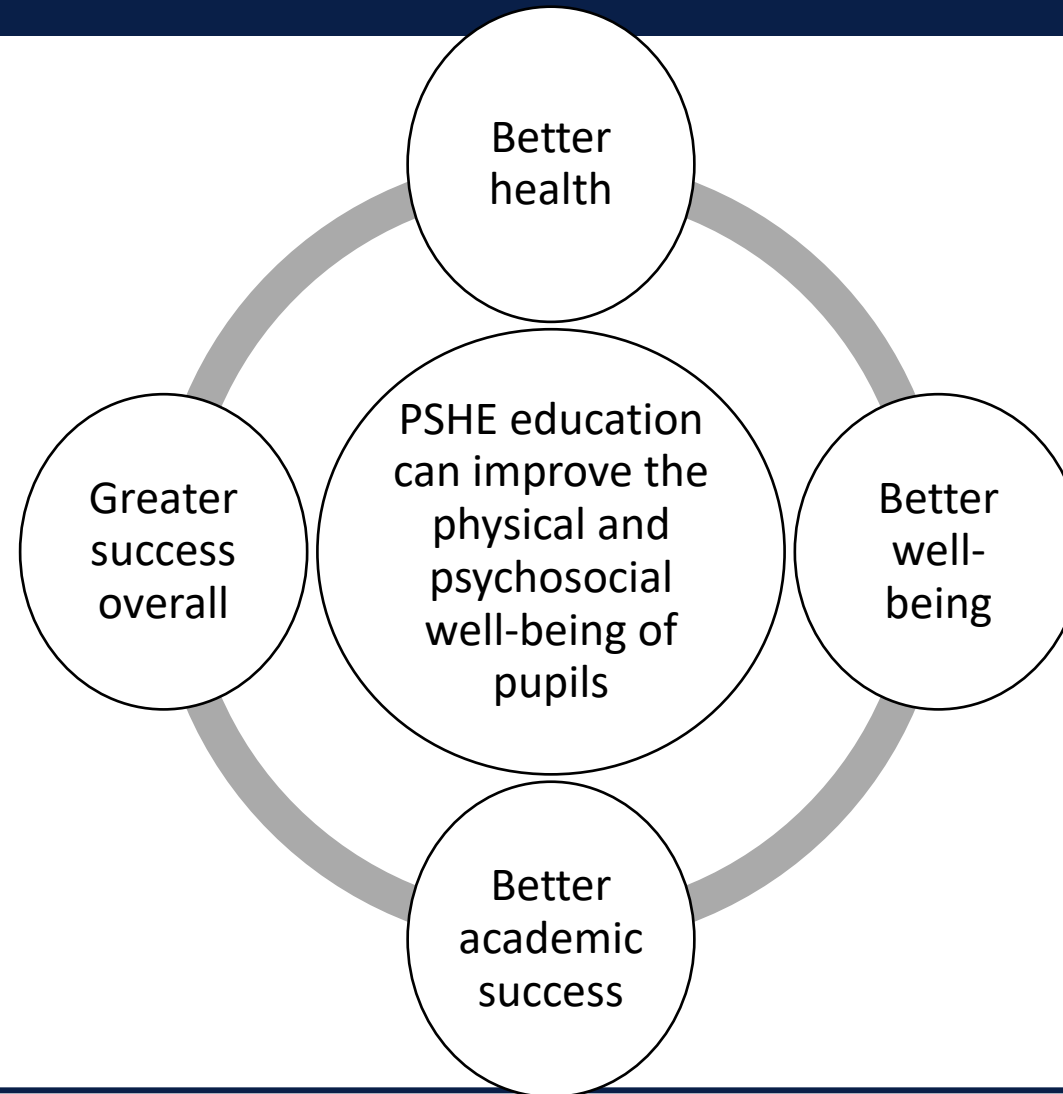 Better
health
Greater
success
overall
PSHE education
can improve the
physical and
psychosocial
well-being of
pupils
Better
well-
being
Better
academic
success